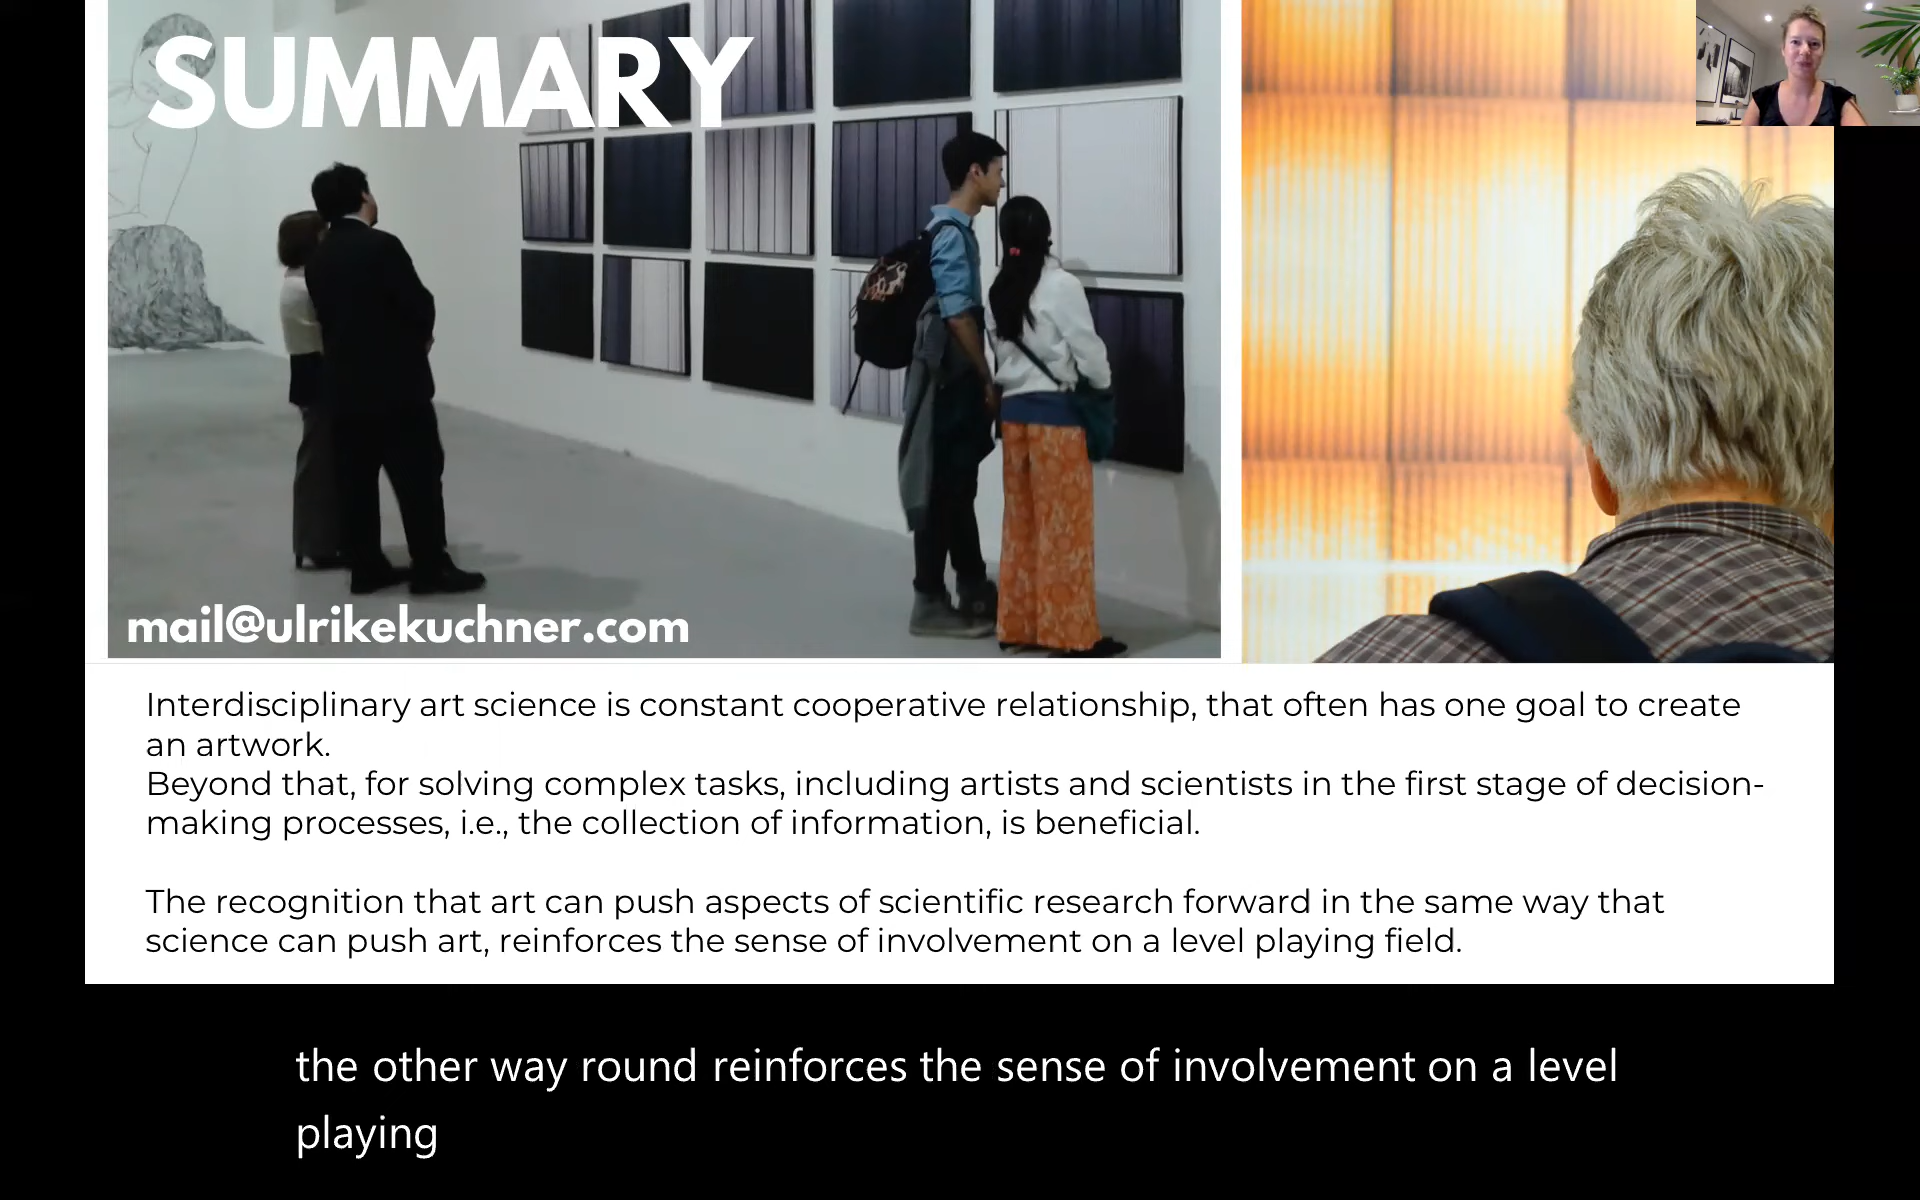 SUMMARY
mail@ulrikekuchner.com
Interdisciplinary art science is constant cooperative relationship, that often has one goal to create
an artwork.
Beyond that, for solving complex tasks, including artists and scientists in the first stage of decision-
making processes, i.e., the collection of information, is beneficial.
The recognition that art can push aspects of scientific research forward in the same way that
science can push art, reinforces the sense of involvement on a level playing field.
the other way round reinforces the sense of involvement on a level
playing